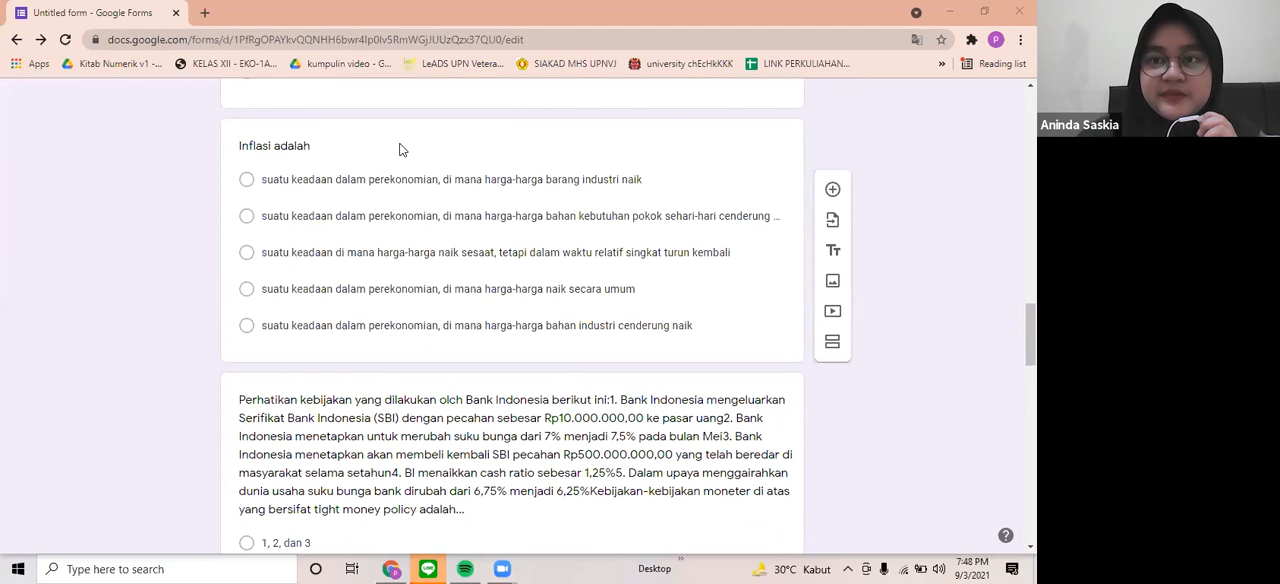 Untitled form - Google Forms
docs.google.com/forms/d/1PfRgOPAYkvQQNHH6bwr4Ip0Iv5RmWGjJUUzQzx37QU0/edit
Apps
Kitab Numerik v1 -...
KELAS XII - EKO-1A...
kumpulin video - G...
LeADS UPN Vetera...
SIAKAD MHS UPNVJ
university chEcHkKKK
LINK PERKULIAHAN...
»
Reading list
Aninda Saskia
Inflasi adalah
suatu keadaan dalam perekonomian, di mana harga-harga barang industri naik
suatu keadaan dalam perekonomian, di mana harga-harga bahan kebutuhan pokok sehari-hari cenderung ...
suatu keadaan di mana harga-harga naik sesaat, tetapi dalam waktu relatif singkat turun kembali
suatu keadaan dalam perekonomian, di mana harga-harga naik secara umum
suatu keadaan dalam perekonomian, di mana harga-harga bahan industri cenderung naik
Perhatikan kebijakan yang dilakukan olch Bank Indonesia berikut ini:1. Bank Indonesia mengeluarkan
Serifikat Bank Indonesia (SBI) dengan pecahan sebesar Rp10.000.000,00 ke pasar uang2. Bank
Indonesia menetapkan untuk merubah suku bunga dari 7% menjadi 7,5% pada bulan Mei3. Bank
Indonesia menetapkan akan membeli kembali SBI pecahan Rp500.000.000,00 yang telah beredar di
masyarakat selama setahun4. BI menaikkan cash ratio sebesar 1,25%5. Dalam upaya menggairahkan
dunia usaha suku bunga bank dirubah dari 6,75% menjadi 6,25%Kebijakan-kebijakan moneter di atas
yang bersifat tight money policy adalah...
1, 2, dan 3
Type here to search
Desktop
»
30°C Kabut
7:48 PM
9/3/2021